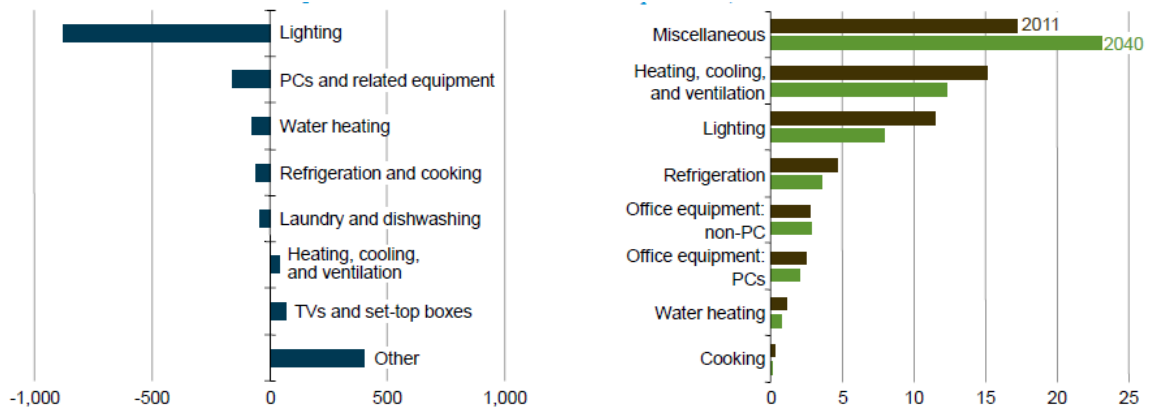 Lighting
PCs and related equipment
Water heating
Refrigeration and cooking
Laundry and dishwashing
Heating, cooling,
and ventilation
TVs and set-top boxes
Other
-1,000 -500 0 500 1,000
2011
2040
Miscellaneous
Heating, cooling,
and ventilation
Lighting
Refrigeration
Office equipment:
non-PC
Office equipment:
PCs
Water heating
Cooking
0 5 10 15 20 25